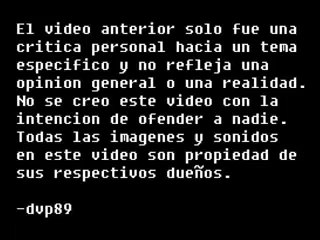 El video anterior solo fue una
critica personal hacia un tema
especifico y no refleja una
opinion general o una realidad.
No se creo este video con la
intencion de ofender a nadie.
Todas las imagenes y sonidos
en este video son propiedad de
sus respectivos dueños.
-dvp89